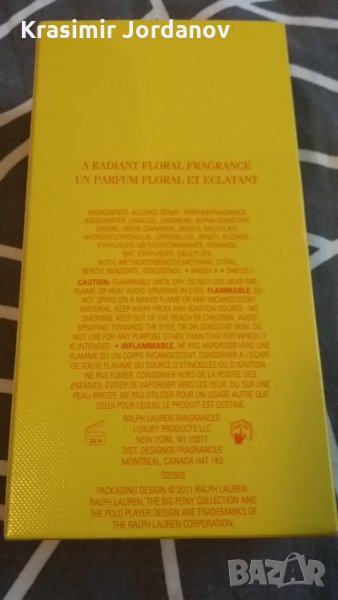 Krasimir Jordanov
A RADIANT FLORAL FRAGRANCE
UN PARFUM FLORAL ET ECLATANT
INGREDIENTS: ALCOHOL DENAT., PARFUM/FRAGRANCE,
AQUA/WATER, LINALOOL, LIMONENE, ALPHA-ISOMETHYL
IONONE, HEXYL CINNAMAL, BENZYL SALICYLATE,
HYDROXYCITRONELLAL, CITRONELLOL, BENZYL ALCOHOL,
ETHYLHEXYL METHOXYCINNAMATE, GERANIOL,
BHT, ETHYLHEXYL SALICYLATE,
BUTYL METHOXYDIBENZOYLMETHANE, CITRAL,
BENZYL BENZOATE, ISOEUGENOL •
CAUTION: FLAMMABLE UNTIL DRY. DO NOT USE NEAR FIRE,
FLAME OR HEAT. AVOID SPRAYING IN EYES. FLAMMABLE. DO
NOT SPRAY ON A NAKED FLAME OR ANY INCANDESCENT
MATERIAL. KEEP AWAY FROM ANY IGNITION SOURCE - NO
SMOKING. KEEP OUT OF THE REACH OF CHILDREN. AVOID
SPRAYING TOWARDS THE EYES, OR ON SENSITIVE SKIN. DO
NOT USE FOR ANY PURPOSE OTHER THAN THAT FOR WHICH IT
IS INTENDED. • INFLAMMABLE. NE PAS VAPORISER VERS UNE
FLAMME OU UN CORPS INCANDESCENT. CONSERVER A L'ECART
DE TOUTE FLAMME OU SOURCE D'ETINCELLES OU D'IGNITION -
NE PAS FUMER. CONSERVER HORS DE LA PORTEE DES
ENFANTS. EVITER DE VAPORISER VERS LES YEUX, OU SUR UNE
PEAU IRRITEE. NE PAS UTILISER POUR UN USAGE AUTRE QUE
CELUI POUR LEQUEL LE PRODUIT EST DESTINÉ.
RALPH LAUREN FRAGRANCES
LUXURY PRODUCTS LLC
NEW YORK, NY 10017
DIST. DESIGNER FRAGRANCES
MONTRÉAL, CANADA H4T 1K5
24 M
S02303
PACKAGING DESIGN © 2011 RALPH LAUREN.
RALPH LAUREN, THE BIG PONY COLLECTION AND
THE POLO PLAYER DESIGN ARE TRADEMARKS OF
THE RALPH LAUREN CORPORATION.
BAZAR